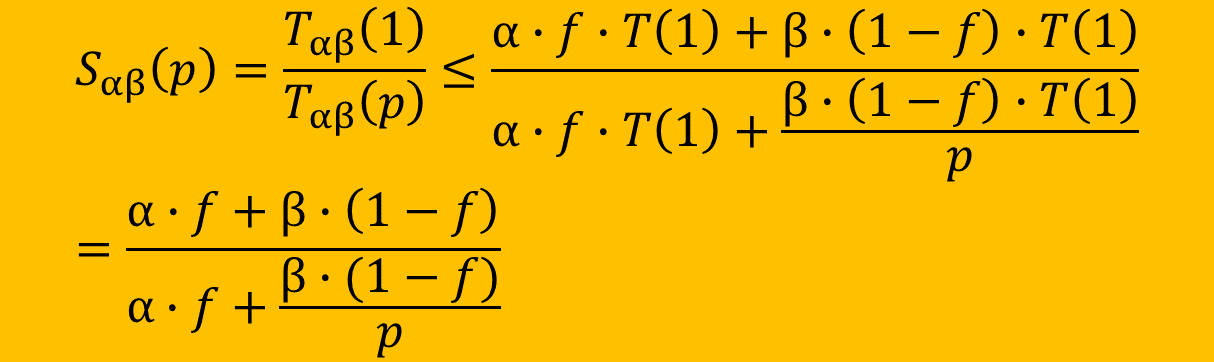 S_αβ(p) = T_αβ(1) / T_αβ(p) ≤ (α · f · T(1) + β · (1 − f) · T(1)) / (α · f · T(1) + (β · (1 − f) · T(1)) / p)
= (α · f + β · (1 − f)) / (α · f + (β · (1 − f)) / p)